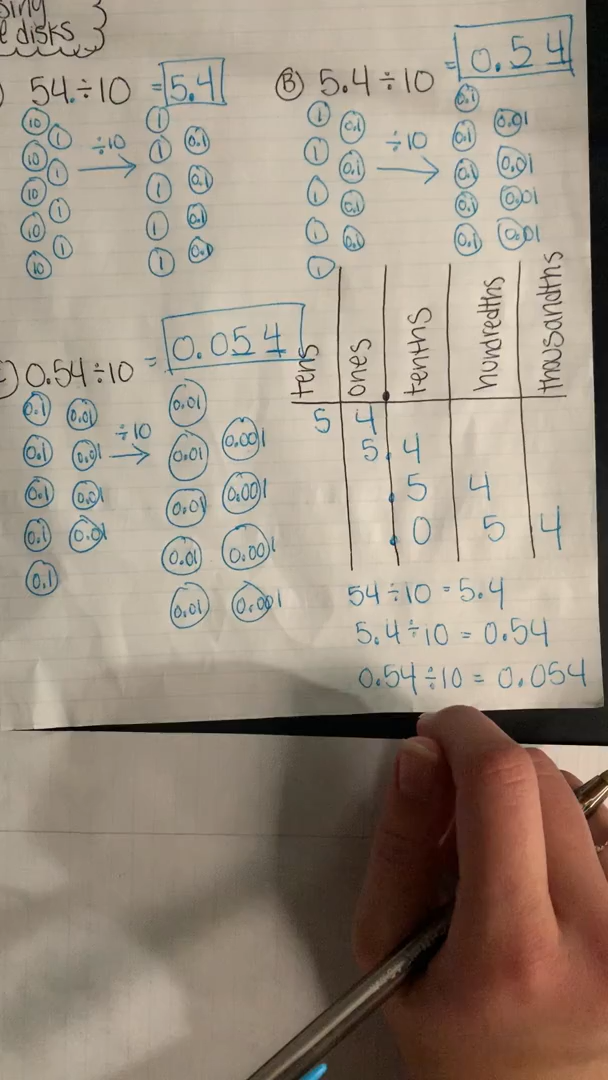 disks
54.÷10 = 5.4
10 1 ÷10 1 0.1
10 1 1 0.1
10 1 1 0.1
10 1 1 0.1
10 1
B 5.4÷10 = 0.54
1 0.1 ÷10 0.1 0.01
1 0.1 0.1 0.01
1 0.1 0.1 0.01
1 0.1 0.1 0.01
1 0.1
0.54÷10 = 0.054
0.1 0.01 ÷10 0.01 0.001
0.1 0.01 0.01 0.001
0.1 0.01 0.01 0.001
0.1 0.01 0.01 0.001
0.1 0.01
tens ones . tenths hundredths thousandths
5 4
5 . 4
. 5 4
. 0 5 4
54÷10 = 5.4
5.4÷10 = 0.54
0.54÷10 = 0.054